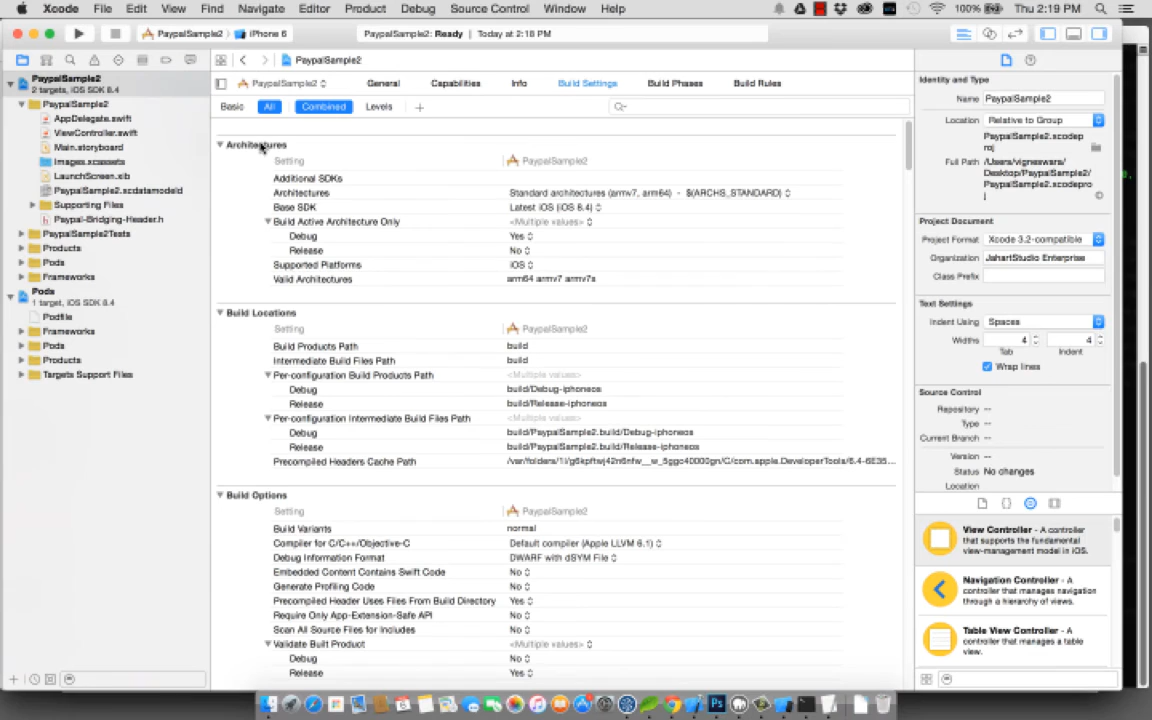 Xcode File Edit View Find Navigate Editor Product Debug Source Control Window Help 100% Thu 2:19 PM
PaypalSample2 iPhone 6 PaypalSample2: Ready Today at 2:18 PM
PaypalSample2
PaypalSample2
2 targets, iOS SDK 8.4
PaypalSample2
AppDelegate.swift
ViewController.swift
Main.storyboard
Images.xcassets
LaunchScreen.xib
PaypalSample2.xcdatamodeld
Supporting Files
Paypal-Bridging-Header.h
PaypalSample2Tests
Products
Pods
Frameworks
Pods
1 target, iOS SDK 8.4
Podfile
Frameworks
Pods
Products
Targets Support Files
PaypalSample2 General Capabilities Info Build Settings Build Phases Build Rules
Basic All Combined Levels
Architectures
Setting PaypalSample2
Additional SDKs
Architectures Standard architectures (armv7, arm64) - $(ARCHS_STANDARD)
Base SDK Latest iOS (iOS 8.4)
Build Active Architecture Only <Multiple values>
Debug Yes
Release No
Supported Platforms iOS
Valid Architectures arm64 armv7 armv7s
Build Locations
Setting PaypalSample2
Build Products Path build
Intermediate Build Files Path build
Per-configuration Build Products Path <Multiple values>
Debug build/Debug-iphoneos
Release build/Release-iphoneos
Per-configuration Intermediate Build Files Path <Multiple values>
Debug build/PaypalSample2.build/Debug-iphoneos
Release build/PaypalSample2.build/Release-iphoneos
Precompiled Headers Cache Path
Build Options
Setting PaypalSample2
Build Variants normal
Compiler for C/C++/Objective-C Default compiler (Apple LLVM 6.1)
Debug Information Format DWARF with dSYM File
Embedded Content Contains Swift Code No
Generate Profiling Code No
Precompiled Header Uses Files From Build Directory Yes
Require Only App-Extension-Safe API No
Scan All Source Files for Includes No
Validate Built Product <Multiple values>
Debug No
Release Yes
Identity and Type
Name PaypalSample2
Location Relative to Group
PaypalSample2.xcodepr
oj
Full Path /Users/vigneswara/
Desktop/PaypalSample2/
PaypalSample2.xcodepro
j
Project Document
Project Format Xcode 3.2-compatible
Organization JahartStudio Enterprise
Class Prefix
Text Settings
Indent Using Spaces
Widths 4 4
Tab Indent
Wrap lines
Source Control
Repository --
Type --
Current Branch --
Version --
Status No changes
Location
View Controller - A
controller that supports the fundamental
view-management model in iOS.
Navigation Controller - A
controller that manages navigation
through a hierarchy of views.
Table View Controller - A
controller that manages a table
view.